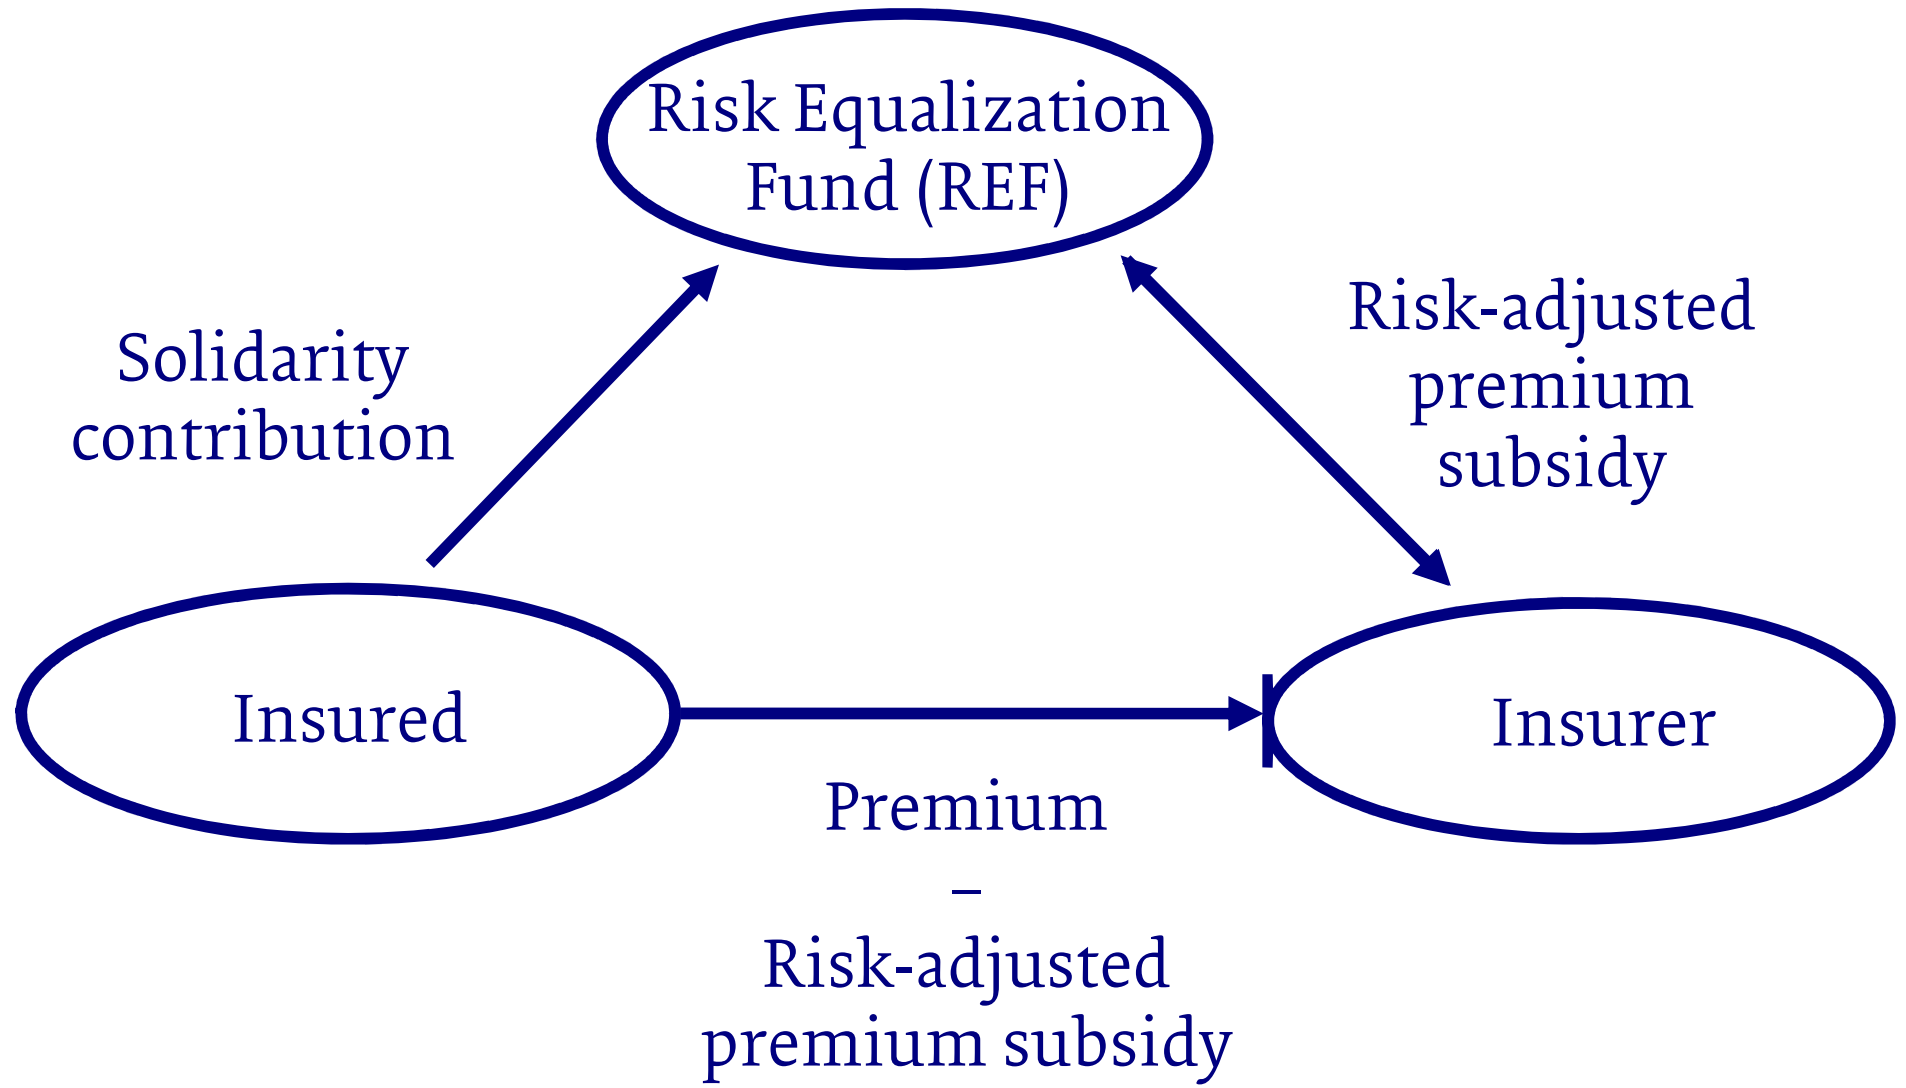 Risk Equalization
Fund (REF)
Risk-adjusted
premium
subsidy
Solidarity
contribution
Insured
Insurer
Premium
–
Risk-adjusted
premium subsidy